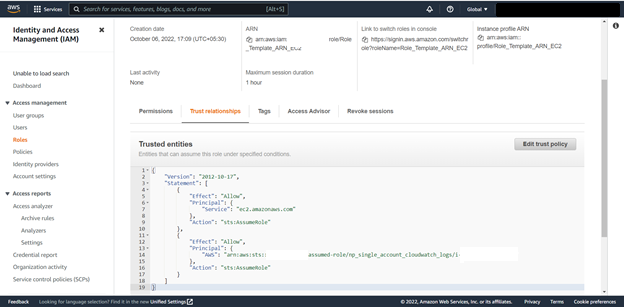 aws
Services
Search for services, features, blogs, docs, and more
[Alt+S]
Global
Identity and Access
Management (IAM)
Unable to load search
Dashboard
Access management
User groups
Users
Roles
Policies
Identity providers
Account settings
Access reports
Access analyzer
Archive rules
Analyzers
Settings
Credential report
Organization activity
Service control policies (SCPs)
Creation date
October 06, 2022, 17:09 (UTC+05:30)
ARN
arn:aws:iam: role/Role
_Template_ARN_EC2
Link to switch roles in console
https://signin.aws.amazon.com/switchr
ole?roleName=Role_Template_ARN_EC2
Instance profile ARN
arn:aws:iam::
profile/Role_Template_ARN_EC2
Last activity
None
Maximum session duration
1 hour
Permissions
Trust relationships
Tags
Access Advisor
Revoke sessions
Trusted entities
Entities that can assume this role under specified conditions.
Edit trust policy
1 {
2 "Version": "2012-10-17",
3 "Statement": [
4 {
5 "Effect": "Allow",
6 "Principal": {
7 "Service": "ec2.amazonaws.com"
8 },
9 "Action": "sts:AssumeRole"
10 },
11 {
12 "Effect": "Allow",
13 "Principal": {
14 "AWS": "arn:aws:sts: assumed-role/np_single_account_cloudwatch_logs/i-
15 },
16 "Action": "sts:AssumeRole"
17 }
18 ]
19 }
Feedback
Looking for language selection? Find it in the new Unified Settings
© 2022, Amazon Web Services, Inc. or its affiliates.
Privacy
Terms
Cookie preferences